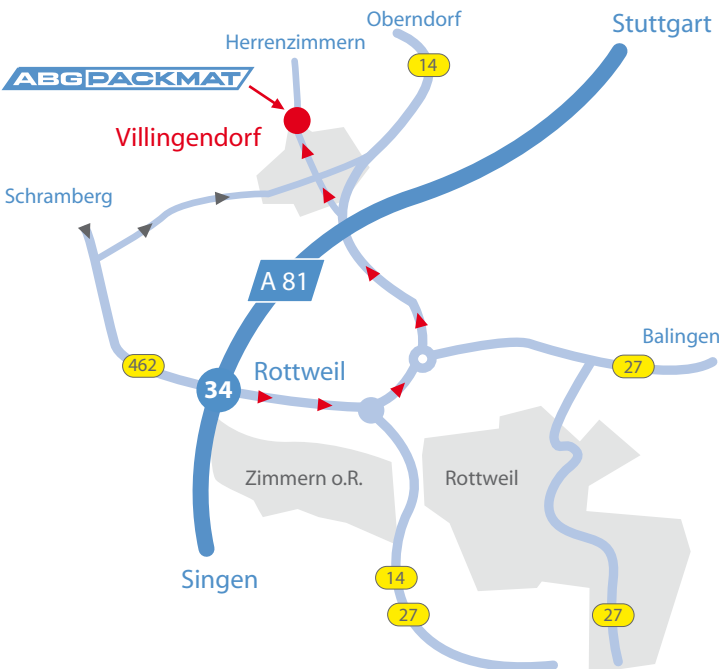 Oberndorf
Stuttgart
Herrenzimmern
14
ABG PACKMAT
Villingendorf
Schramberg
A 81
Balingen
462
Rottweil
27
34
Zimmern o.R.
Rottweil
Singen
14
27
27